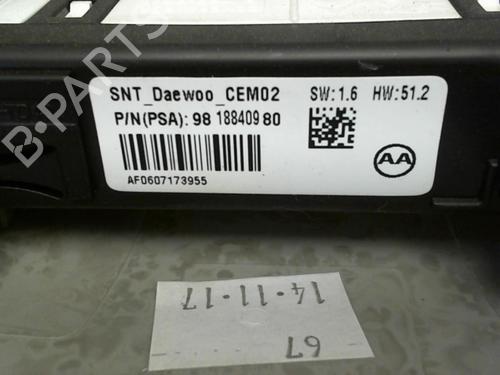 SNT_Daewoo_CEM02 SW:1.6 HW:51.2
P/N(PSA): 98 188409 80
AA
AF0607173955
14-11-17
67
B-PARTS